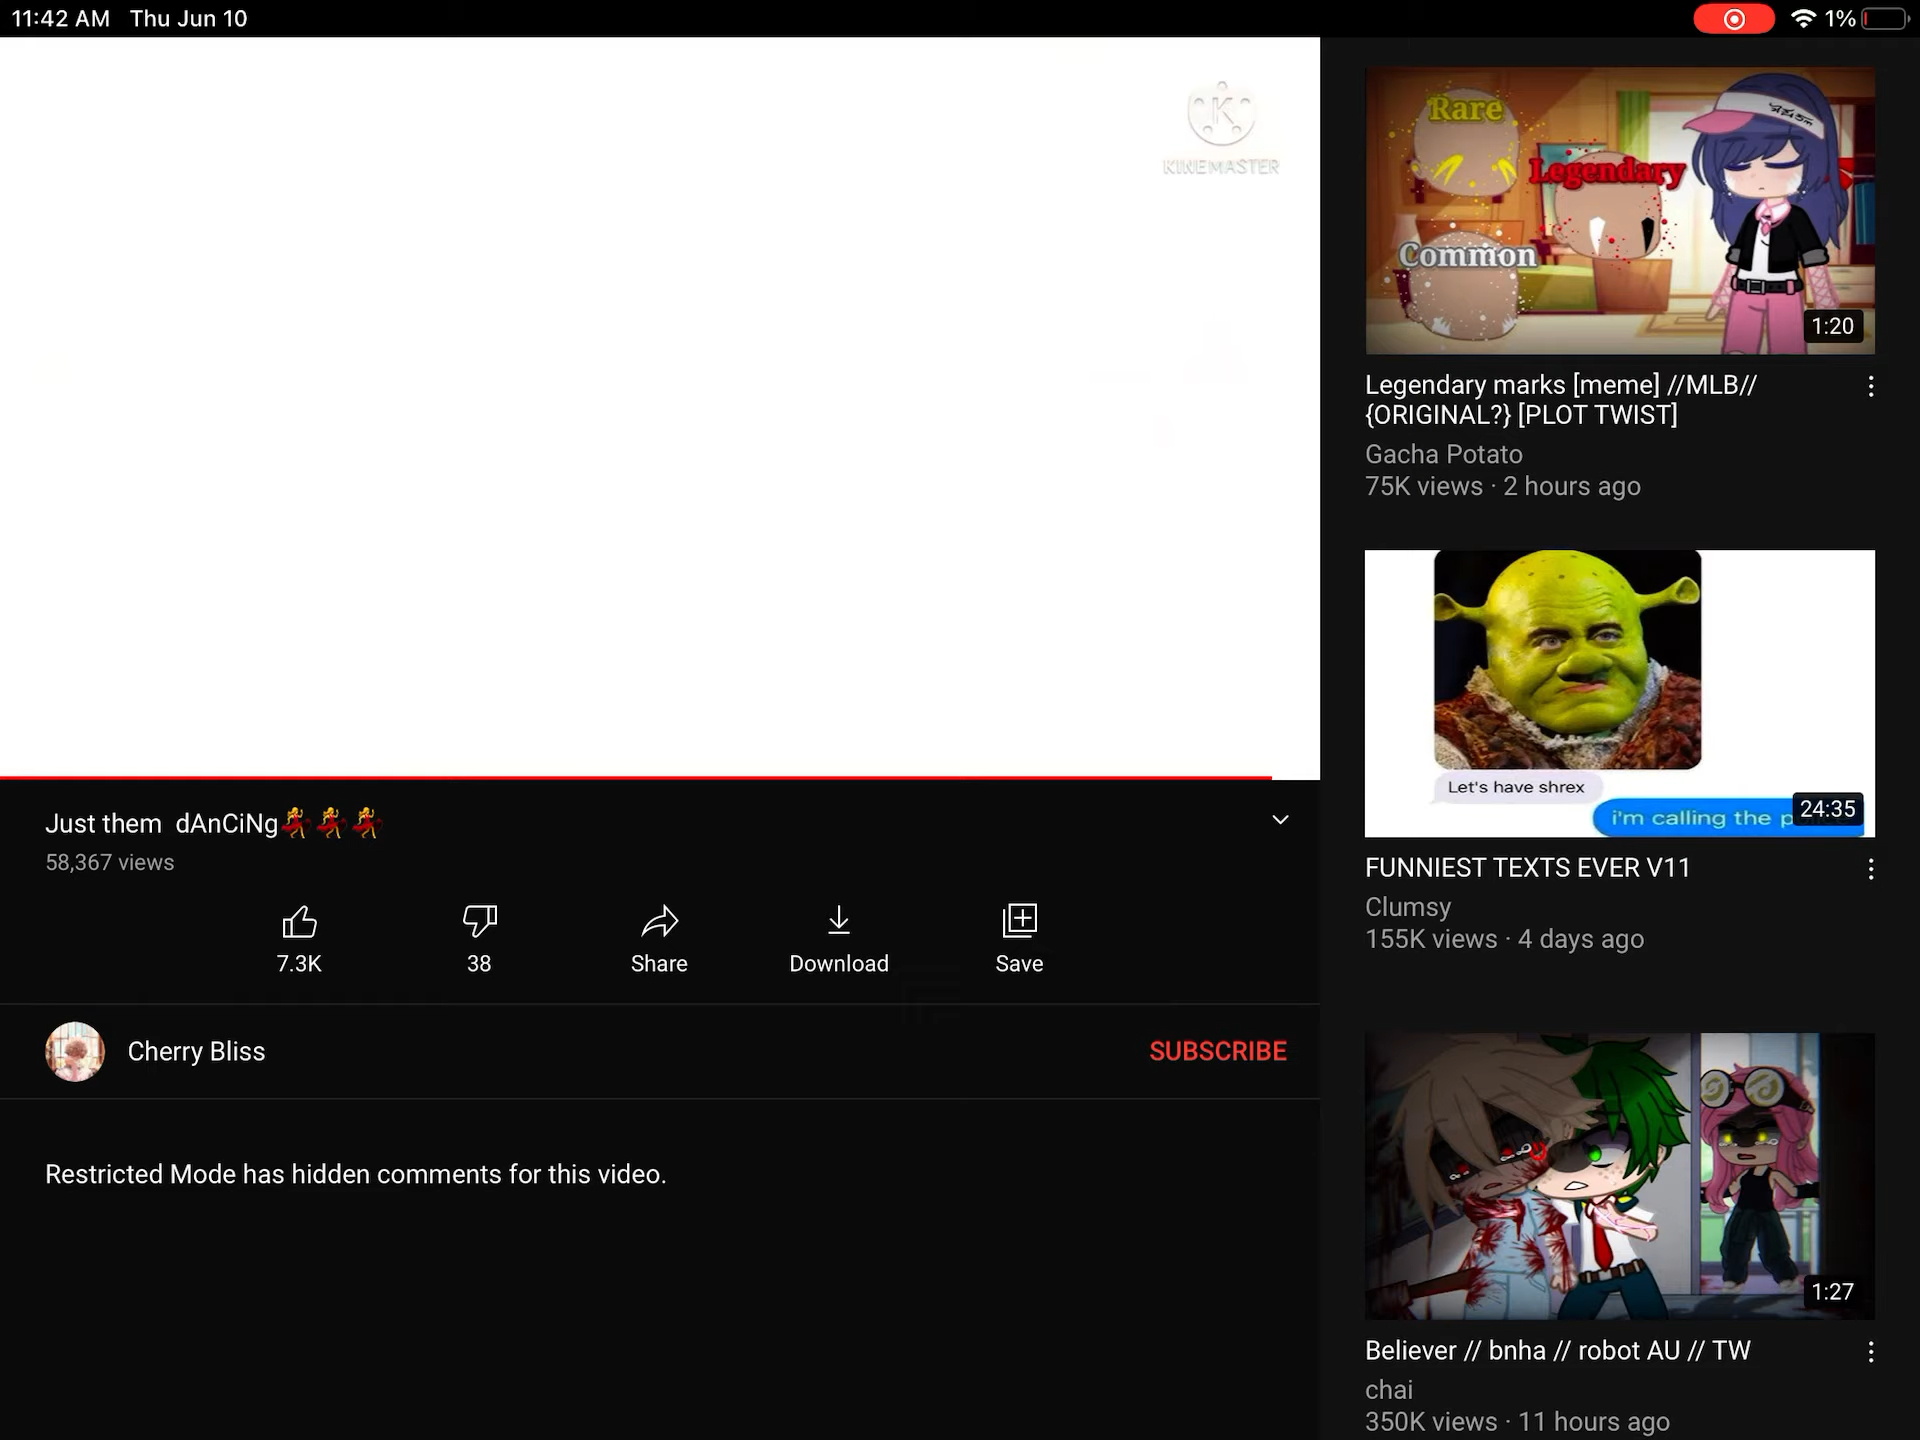 11:42 AM Thu Jun 10
1%
KINEMASTER
Rare
Legendary
Common
1:20
Legendary marks [meme] //MLB//
{ORIGINAL?} [PLOT TWIST]
Gacha Potato
75K views · 2 hours ago
Let's have shrex
i'm calling the
24:35
FUNNIEST TEXTS EVER V11
Clumsy
155K views · 4 days ago
1:27
Believer // bnha // robot AU // TW
chai
350K views · 11 hours ago
Just them dAnCiNg💃💃💃
58,367 views
7.3K
38
Share
Download
Save
Cherry Bliss
SUBSCRIBE
Restricted Mode has hidden comments for this video.